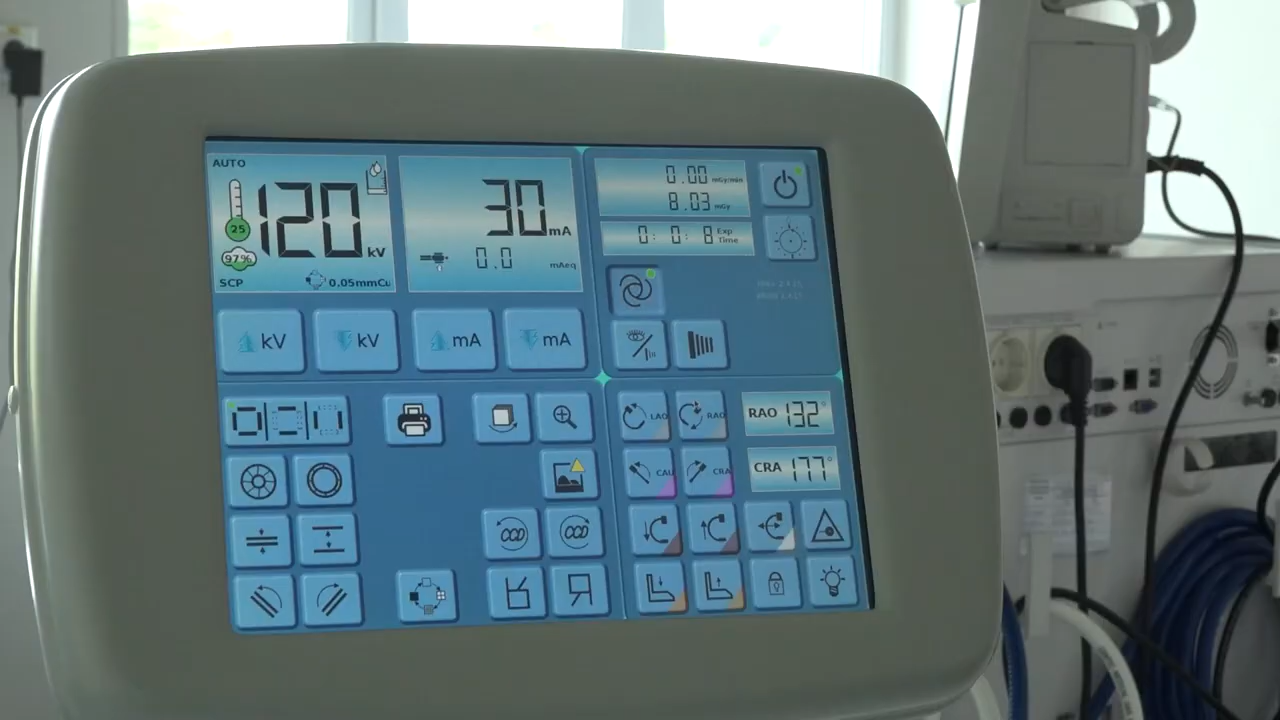 AUTO
120 kV
25
97%
SCP
0.05mmCu
30 mA
0.0 mAeq
0.00 mGy/min
8.03 mGy
0:0:8 Exp Time
kV
kV
mA
mA
LAO
RAO
RAO 132°
CAU
CRA
CRA 177°